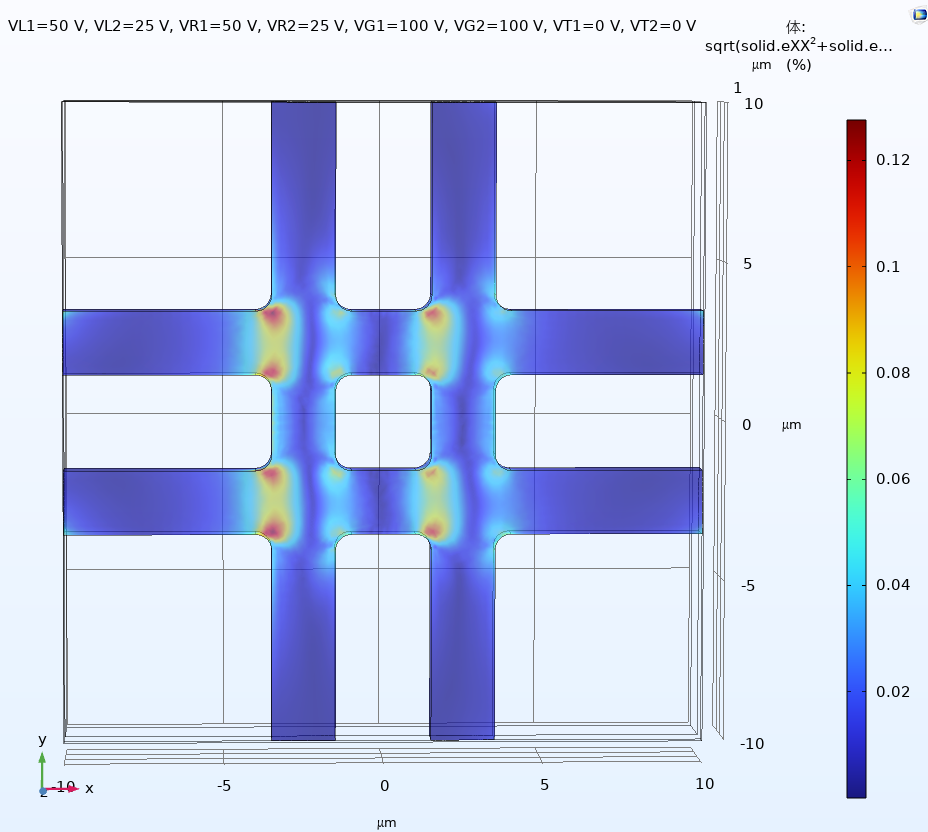 VL1=50 V, VL2=25 V, VR1=50 V, VR2=25 V, VG1=100 V, VG2=100 V, VT1=0 V, VT2=0 V
体:
sqrt(solid.eXX²+solid.e...
µm (%)
1
10
5
0
µm
-5
-10
0.12
0.1
0.08
0.06
0.04
0.02
y
z
x
-10
-5
0
5
10
µm